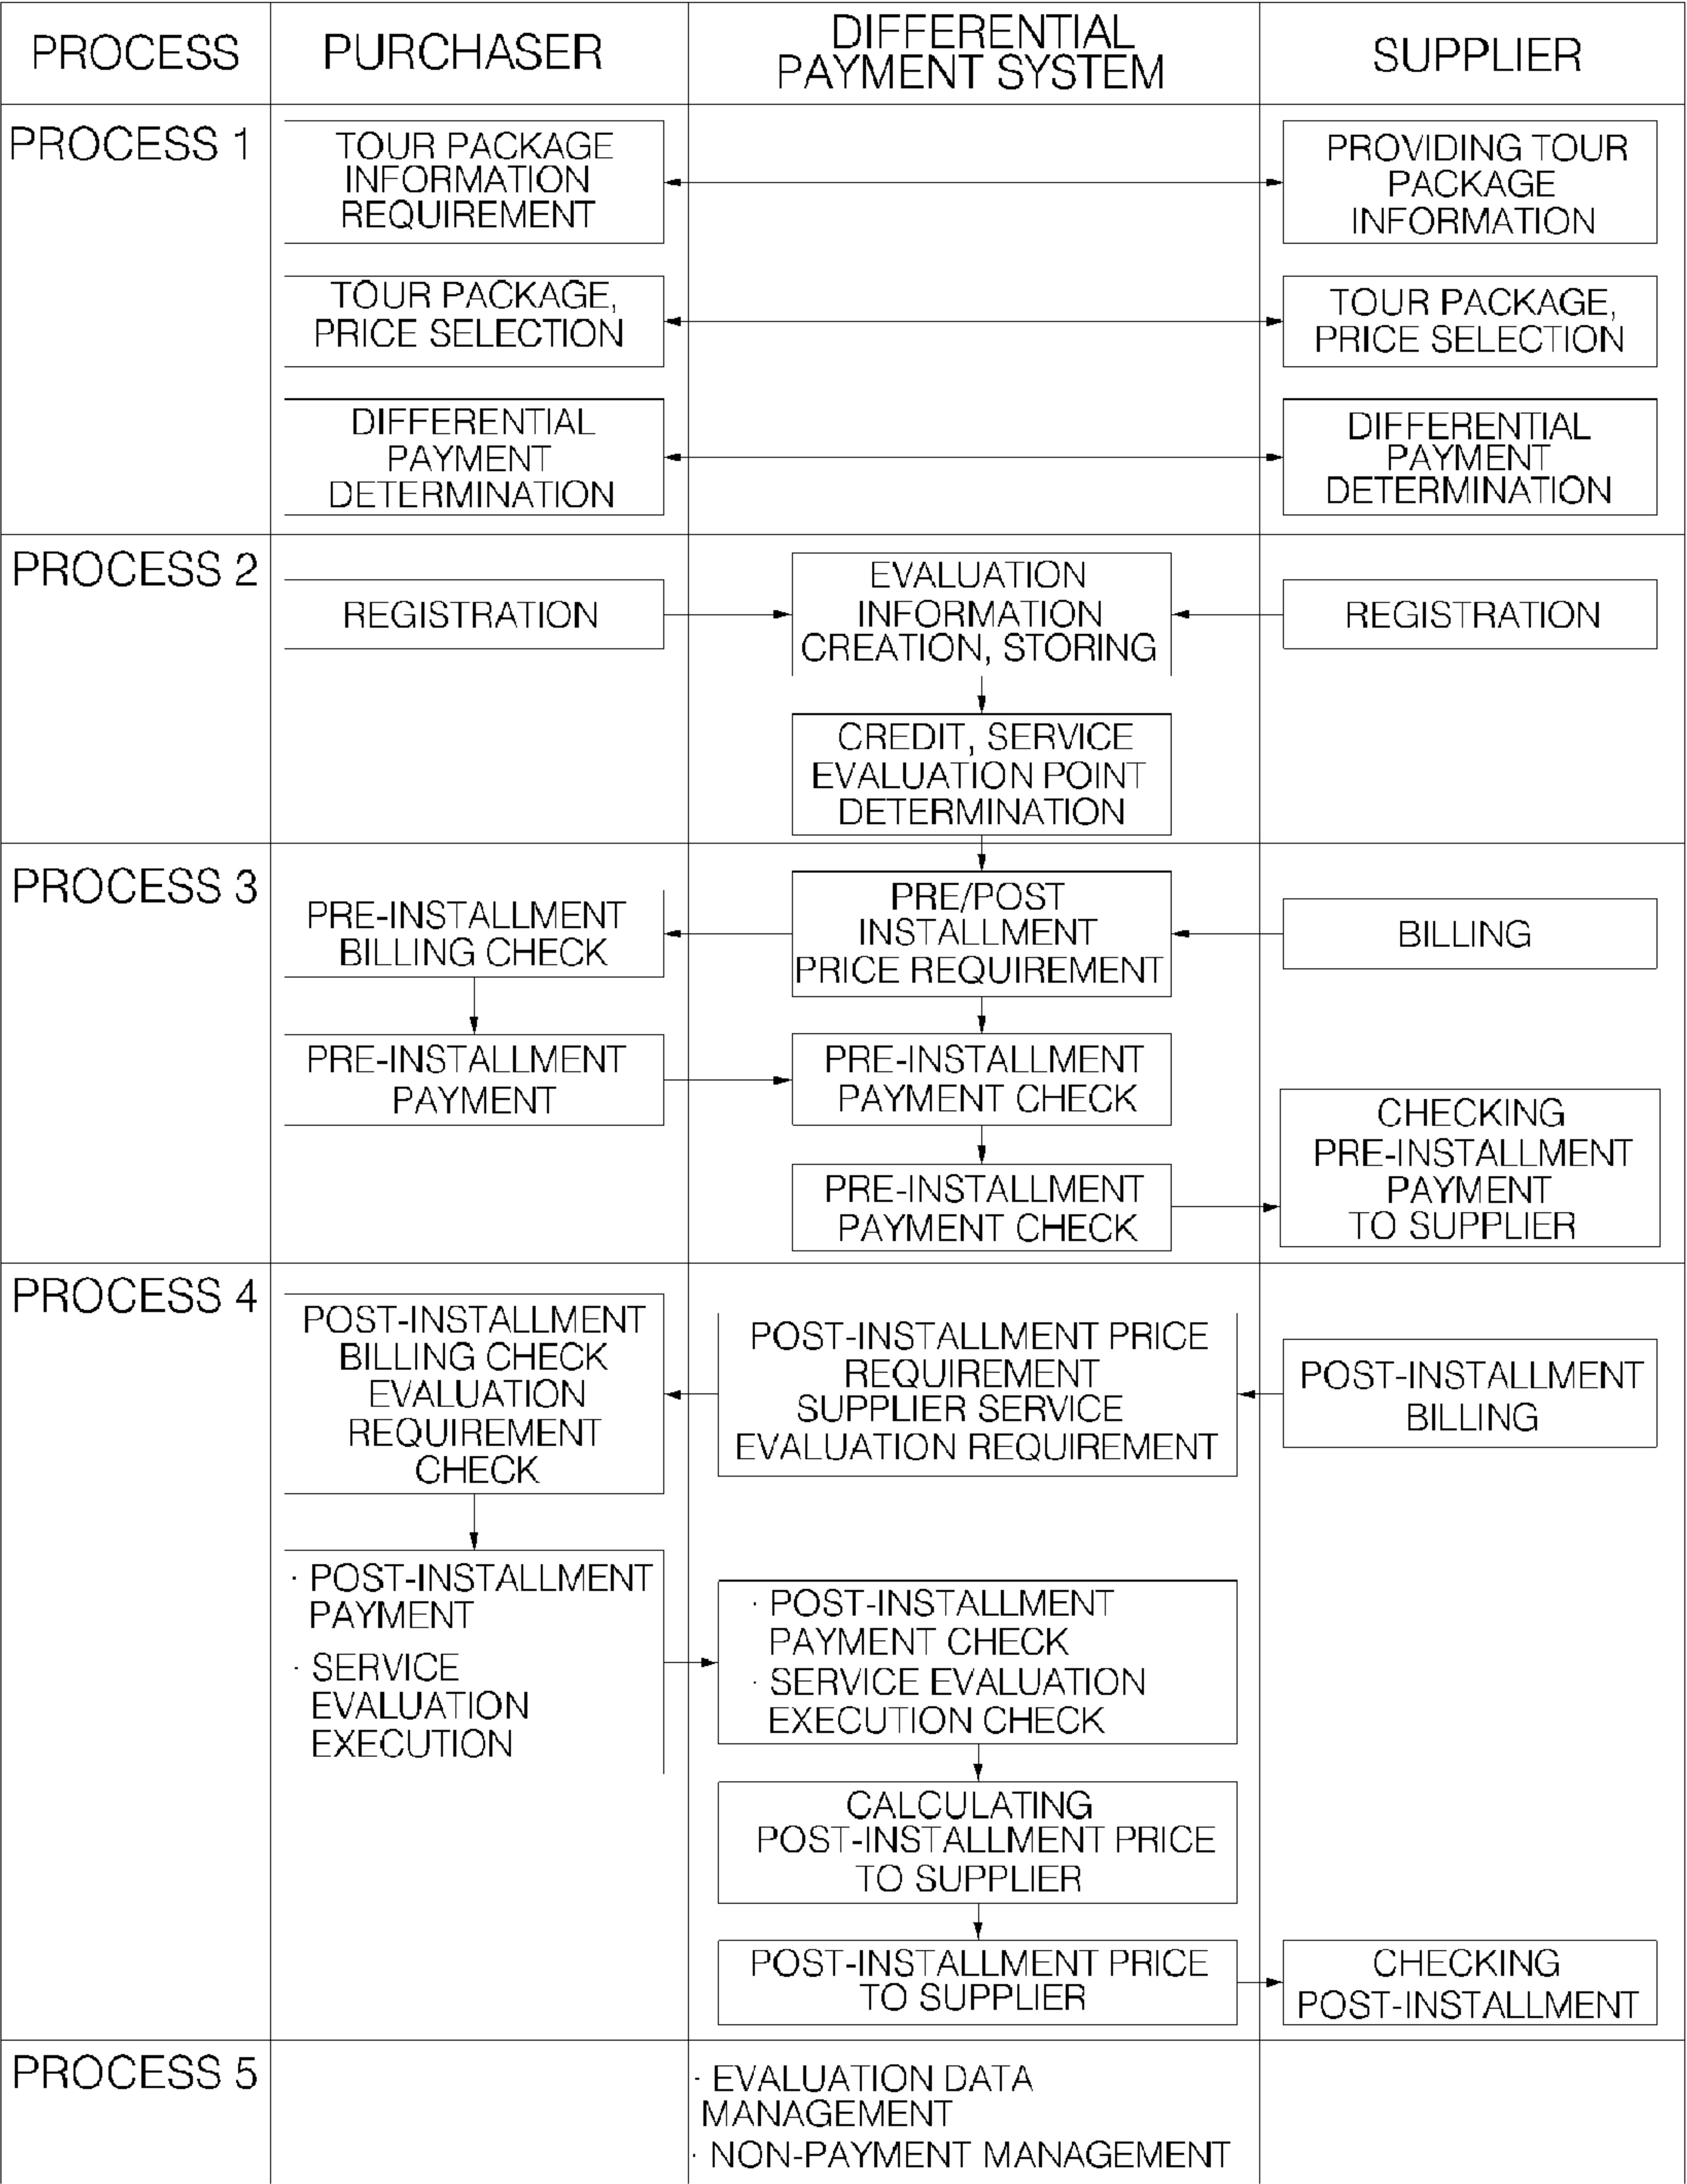 PROCESS
PURCHASER
DIFFERENTIAL
PAYMENT SYSTEM
SUPPLIER
PROCESS 1
TOUR PACKAGE
INFORMATION
REQUIREMENT
PROVIDING TOUR
PACKAGE
INFORMATION
TOUR PACKAGE,
PRICE SELECTION
TOUR PACKAGE,
PRICE SELECTION
DIFFERENTIAL
PAYMENT
DETERMINATION
DIFFERENTIAL
PAYMENT
DETERMINATION
PROCESS 2
REGISTRATION
EVALUATION
INFORMATION
CREATION, STORING
REGISTRATION
CREDIT, SERVICE
EVALUATION POINT
DETERMINATION
PROCESS 3
PRE-INSTALLMENT
BILLING CHECK
PRE/POST
INSTALLMENT
PRICE REQUIREMENT
BILLING
PRE-INSTALLMENT
PAYMENT
PRE-INSTALLMENT
PAYMENT CHECK
PRE-INSTALLMENT
PAYMENT CHECK
CHECKING
PRE-INSTALLMENT
PAYMENT
TO SUPPLIER
PROCESS 4
POST-INSTALLMENT
BILLING CHECK
EVALUATION
REQUIREMENT
CHECK
POST-INSTALLMENT PRICE
REQUIREMENT
SUPPLIER SERVICE
EVALUATION REQUIREMENT
POST-INSTALLMENT
BILLING
· POST-INSTALLMENT
PAYMENT
· SERVICE
EVALUATION
EXECUTION
· POST-INSTALLMENT
PAYMENT CHECK
· SERVICE EVALUATION
EXECUTION CHECK
CALCULATING
POST-INSTALLMENT PRICE
TO SUPPLIER
POST-INSTALLMENT PRICE
TO SUPPLIER
CHECKING
POST-INSTALLMENT
PROCESS 5
· EVALUATION DATA
MANAGEMENT
· NON-PAYMENT MANAGEMENT